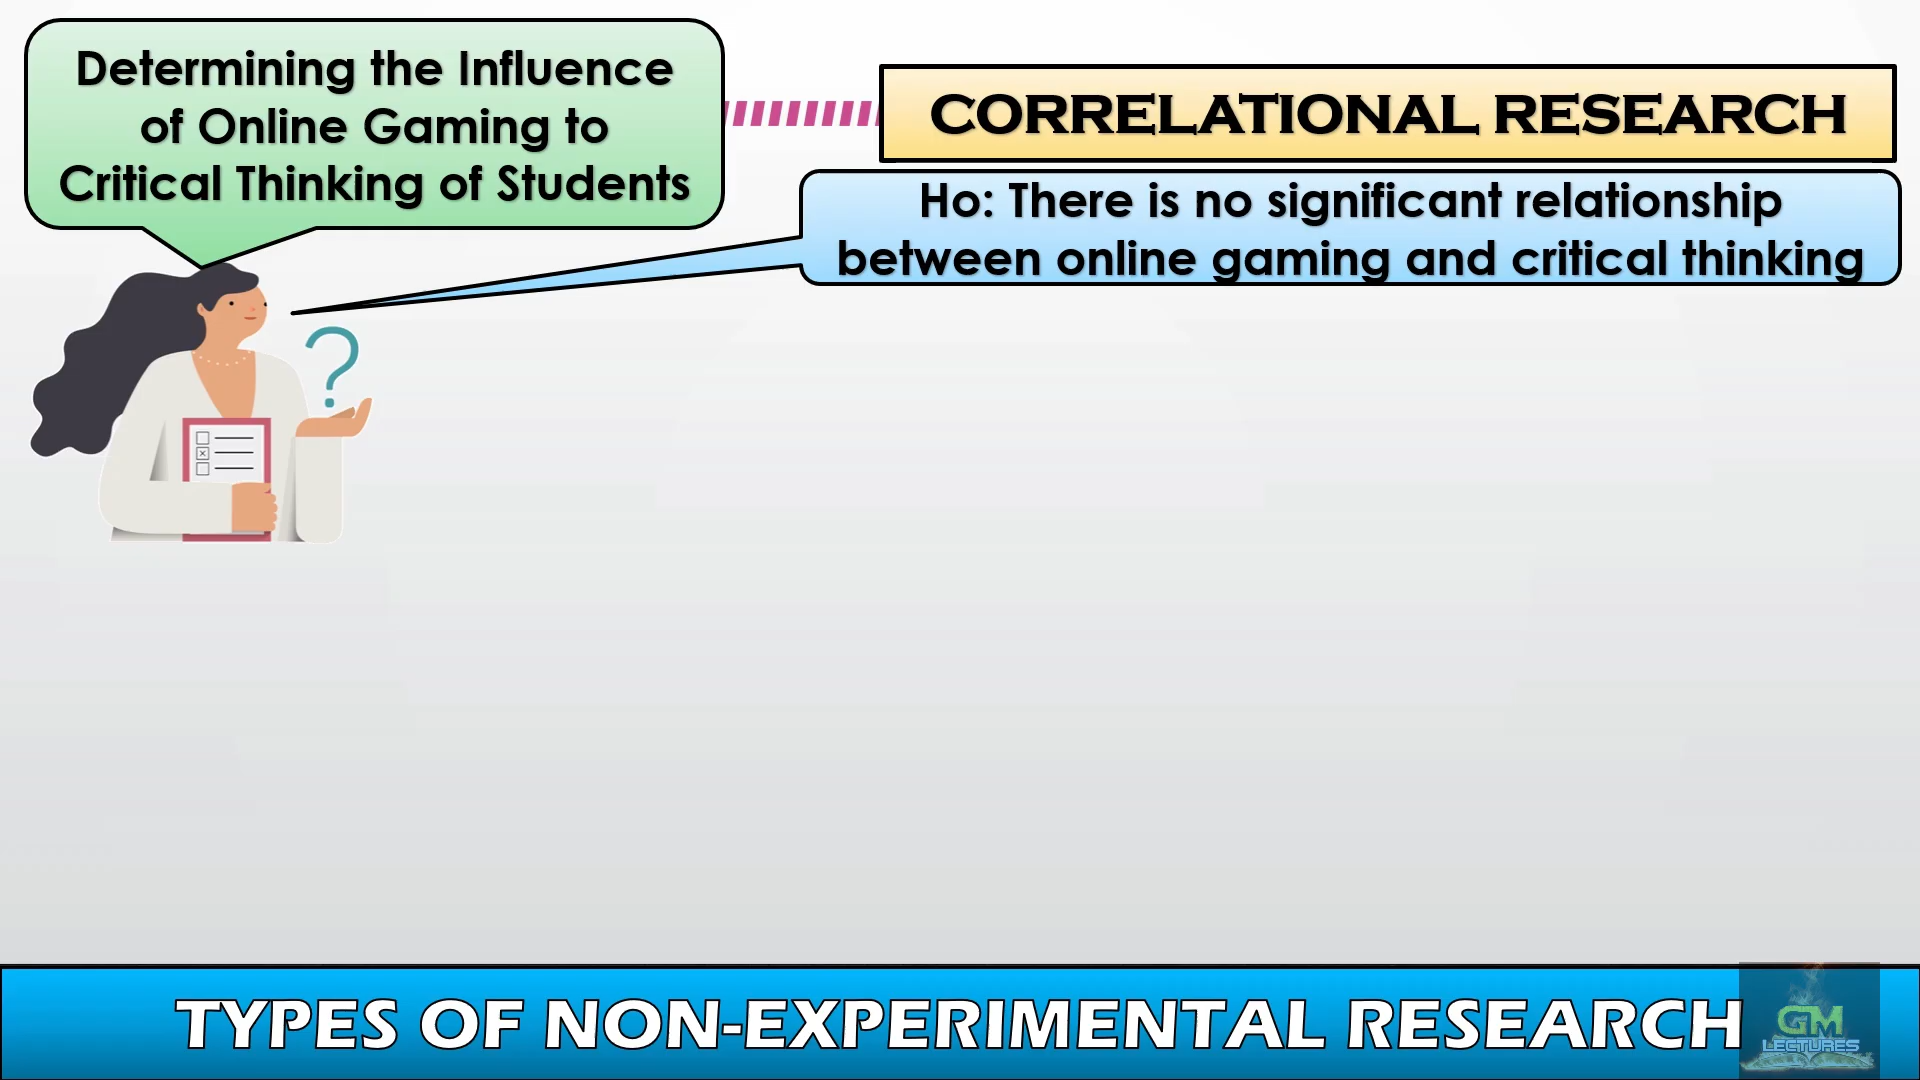 Determining the Influence
of Online Gaming to
Critical Thinking of Students
CORRELATIONAL RESEARCH
Ho: There is no significant relationship
between online gaming and critical thinking
?
TYPES OF NON-EXPERIMENTAL RESEARCH
GM
LECTURES